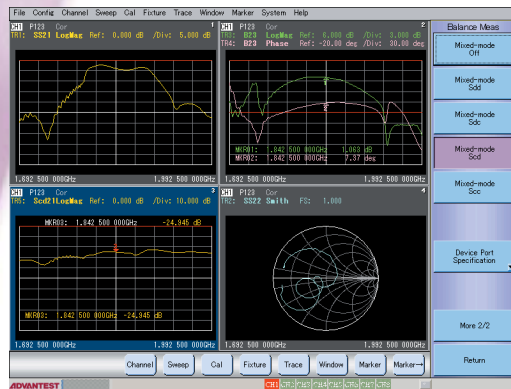 File Config Channel Sweep Cal Fixture Trace Window Marker System Help
CH1 P123 Cor 1
TR1: SS21 LogMag Ref: 0.000 dB /Div: 5.000 dB
1.692 500 000GHz 1.992 500 000GHz
CH1 P123 Cor 2
TR3: B23 LogMag Ref: 6.000 dB /Div: 3.000 dB
TR4: B23 Phase Ref: -20.00 deg /Div: 30.00 deg
MKR01: 1.842 500 000GHz 1.063 dB
MKR02: 1.842 500 000GHz 7.37 deg
1.692 500 000GHz 1.992 500 000GHz
CH1 P123 Cor 3
TR5: Scd21LogMag Ref: 0.000 dB /Div: 10.000 dB
MKR03: 1.842 500 000GHz -24.945 dB
MKR03: 1.842 500 000GHz -24.945 dB
1.692 500 000GHz 1.992 500 000GHz
CH1 P123 Cor 4
TR2: SS22 Smith FS: 1.000
1.692 500 000GHz 1.992 500 000GHz
Balance Meas
Mixed-mode
Off
Mixed-mode
Sdd
Mixed-mode
Sdc
Mixed-mode
Scd
Mixed-mode
Scc
Device Port
Specification
More 2/2
Return
Channel Sweep Cal Fixture Trace Window Marker Marker→
ADVANTEST
CH1 CH2 CH3 CH4 CH5 CH6 CH7 CH8